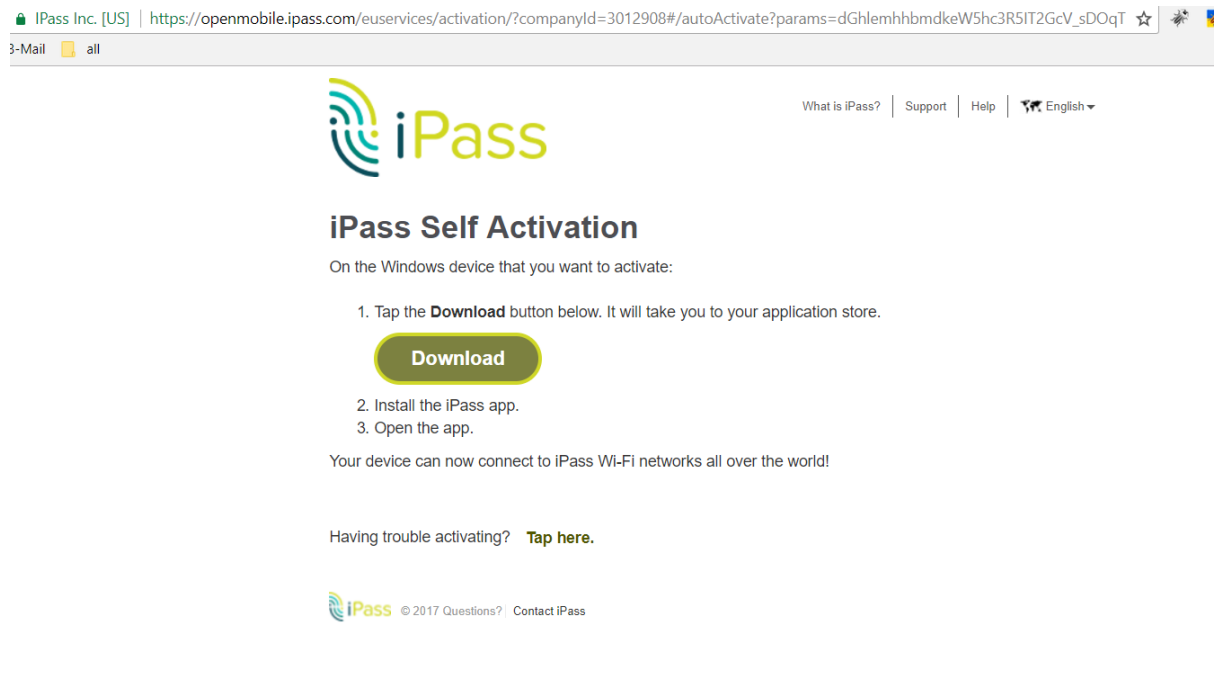 IPass Inc. [US] | https://openmobile.ipass.com/euservices/activation/?companyId=3012908#/autoActivate?params=dGhlemhhbmdkeW5hc3R5IT2GcV_sDOqT
3-Mail all
iPass
What is iPass? Support Help English
iPass Self Activation
On the Windows device that you want to activate:
1. Tap the Download button below. It will take you to your application store.
Download
2. Install the iPass app.
3. Open the app.
Your device can now connect to iPass Wi-Fi networks all over the world!
Having trouble activating? Tap here.
iPass © 2017 Questions? Contact iPass